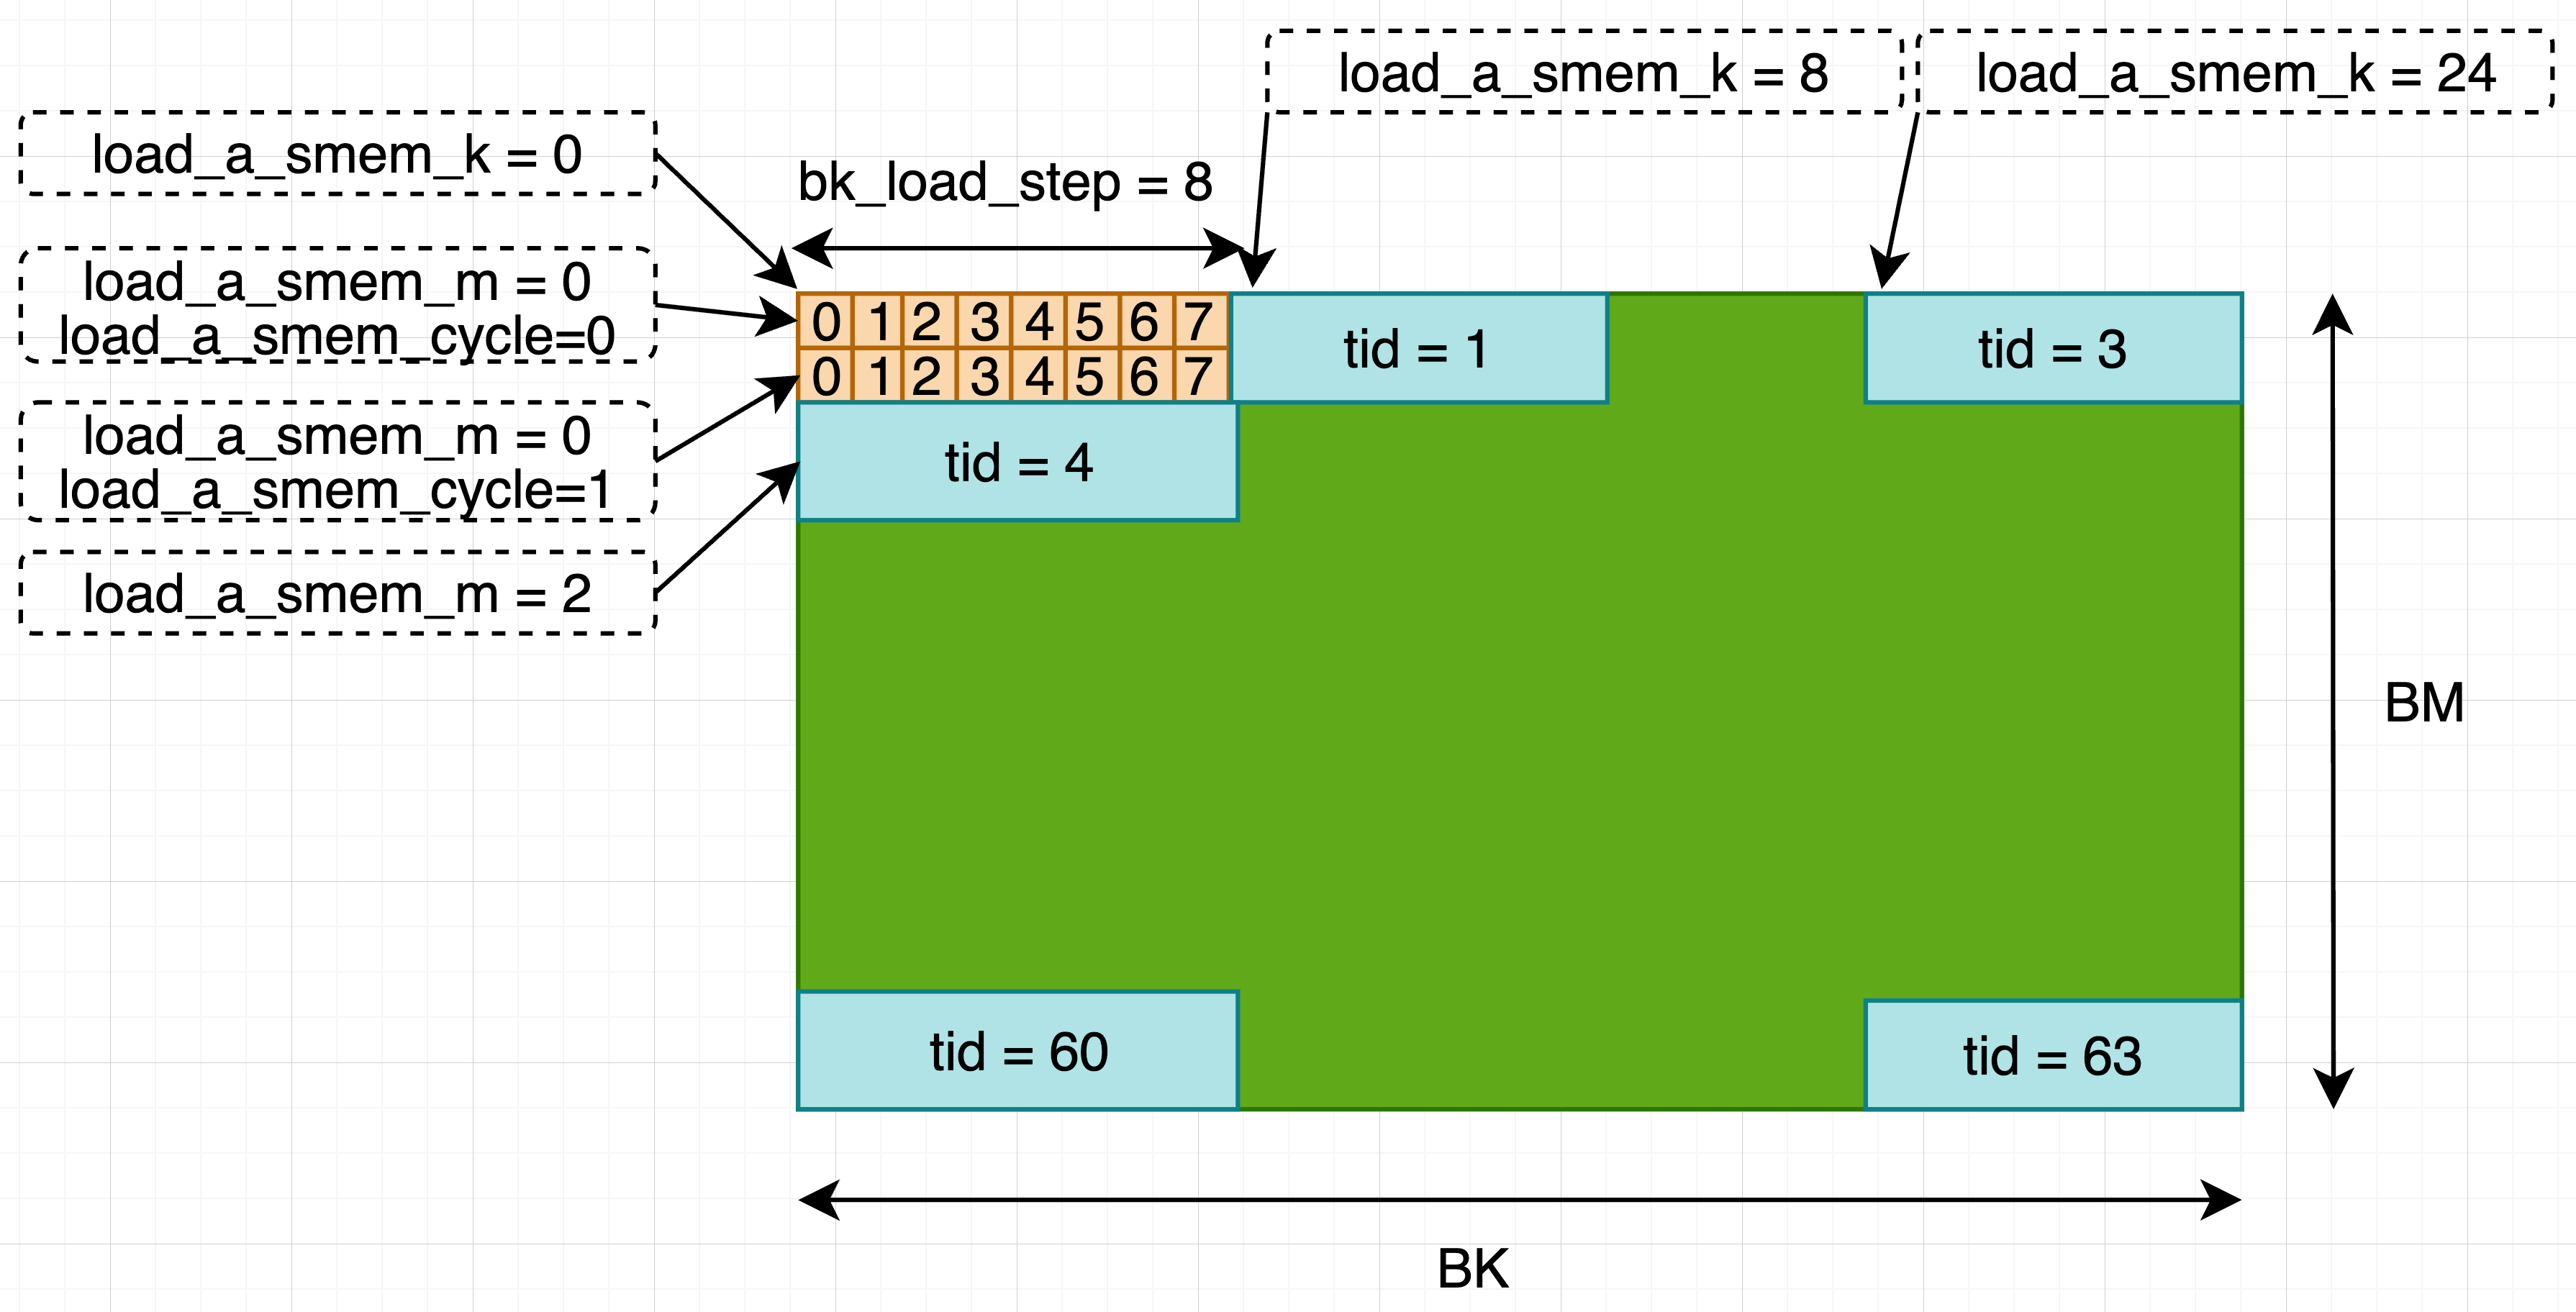 load_a_smem_k = 8
load_a_smem_k = 24
load_a_smem_k = 0
bk_load_step = 8
load_a_smem_m = 0
load_a_smem_cycle=0
0 1 2 3 4 5 6 7
0 1 2 3 4 5 6 7
tid = 1
tid = 3
load_a_smem_m = 0
load_a_smem_cycle=1
tid = 4
load_a_smem_m = 2
BM
tid = 60
tid = 63
BK